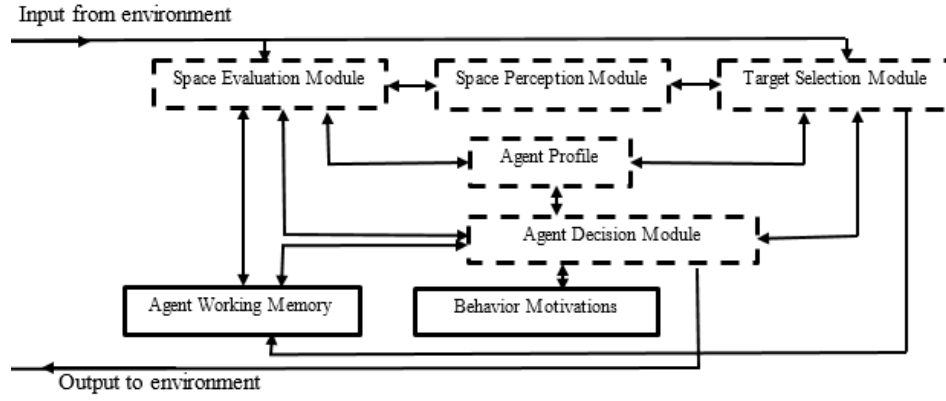 Input from environment
Space Evaluation Module
Space Perception Module
Target Selection Module
Agent Profile
Agent Decision Module
Agent Working Memory
Behavior Motivations
Output to environment